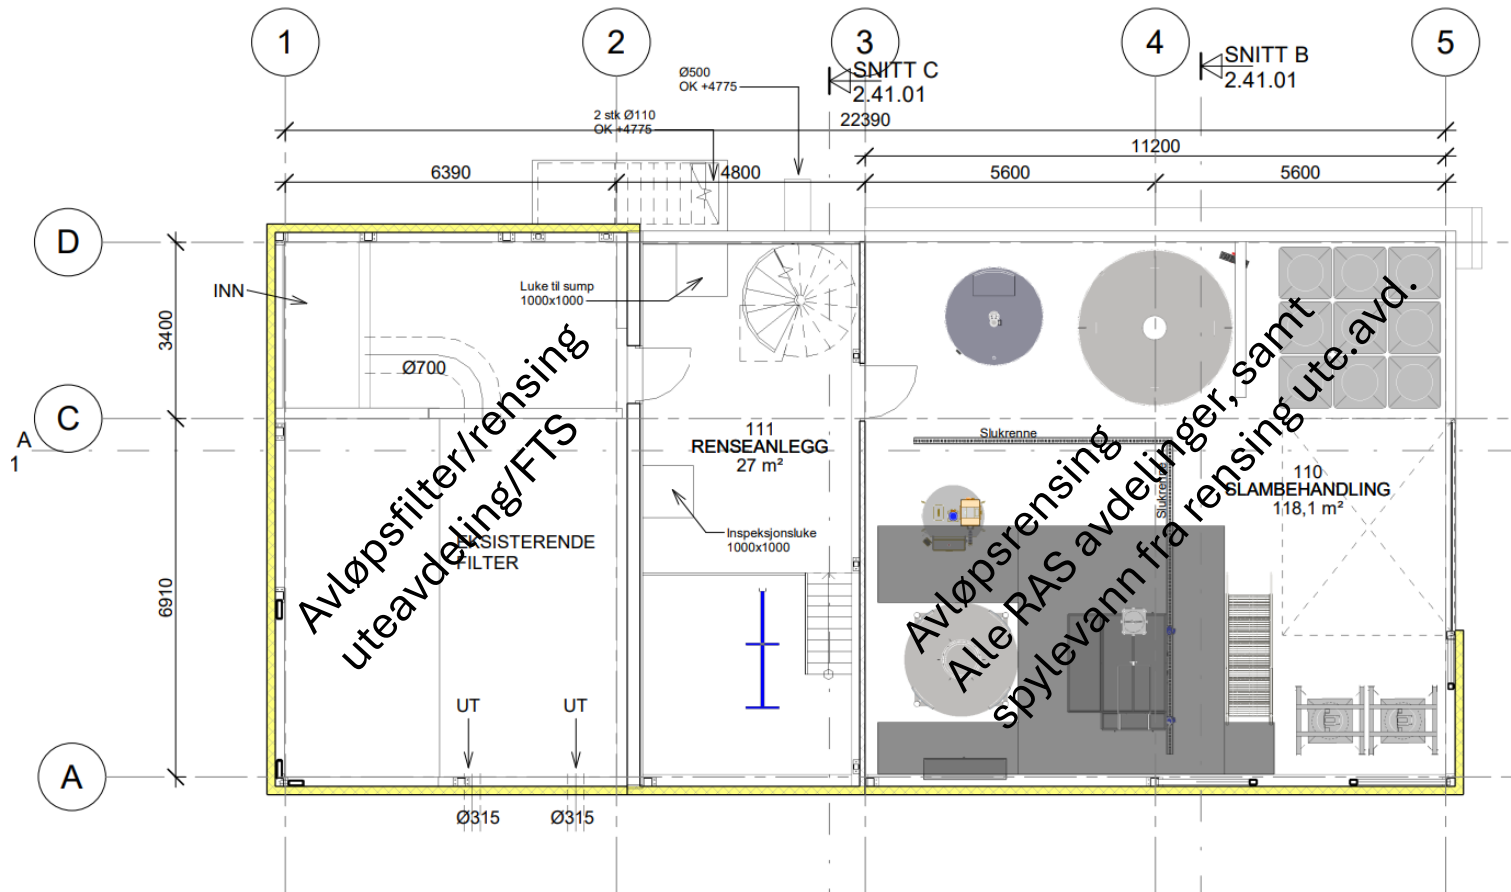 1
2
3
4
5
SNITT C
2.41.01
SNITT B
2.41.01
Ø500
OK +4775
2 stk Ø110
OK +4775
22390
11200
6390
4800
5600
5600
D
INN
Luke til sump
1000x1000
3400
Ø700
C
A
1
111
RENSEANLEGG
27 m²
Slukrenne
Slukrenne
110
SLAMBEHANDLING
118,1 m²
Avløpsfilter/rensing
uteavdeling/FTS
Avløpsrensing
Alle RAS avdelinger, samt
spylevann fra rensing ute.avd.
EKSISTERENDE
FILTER
Inspeksjonsluke
1000x1000
6910
UT
UT
A
Ø315
Ø315